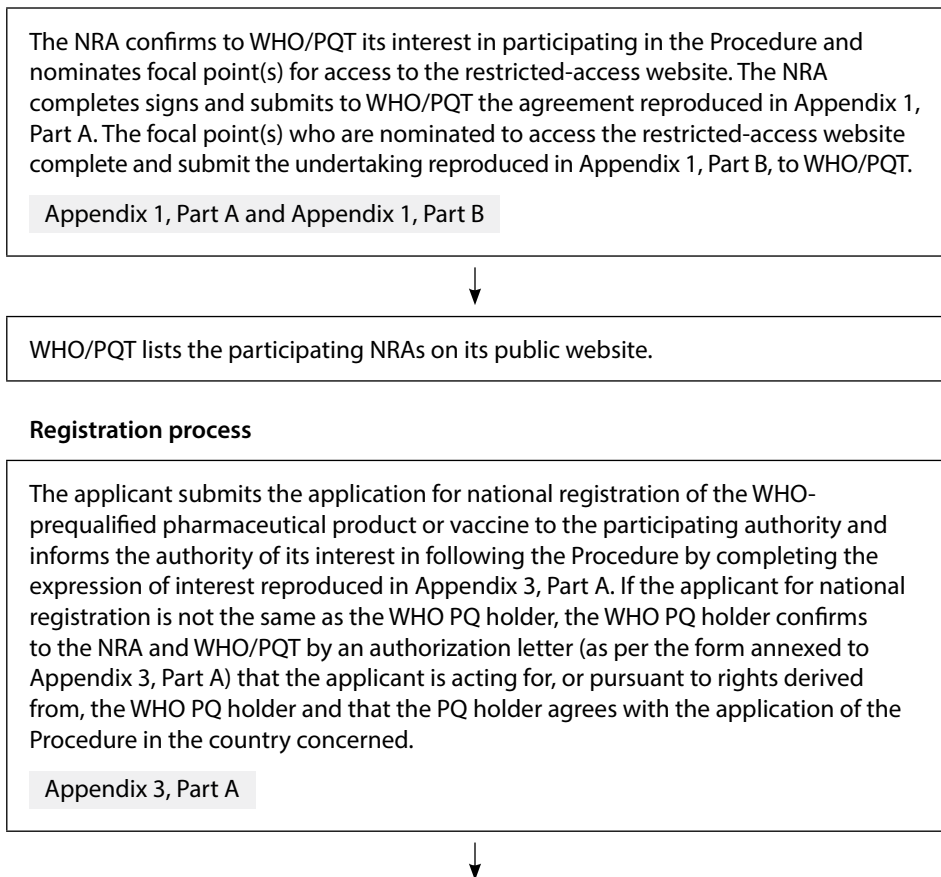 The NRA confirms to WHO/PQT its interest in participating in the Procedure and
nominates focal point(s) for access to the restricted-access website. The NRA
completes signs and submits to WHO/PQT the agreement reproduced in Appendix 1,
Part A. The focal point(s) who are nominated to access the restricted-access website
complete and submit the undertaking reproduced in Appendix 1, Part B, to WHO/PQT.
Appendix 1, Part A and Appendix 1, Part B
WHO/PQT lists the participating NRAs on its public website.
Registration process
The applicant submits the application for national registration of the WHO-
prequalified pharmaceutical product or vaccine to the participating authority and
informs the authority of its interest in following the Procedure by completing the
expression of interest reproduced in Appendix 3, Part A. If the applicant for national
registration is not the same as the WHO PQ holder, the WHO PQ holder confirms
to the NRA and WHO/PQT by an authorization letter (as per the form annexed to
Appendix 3, Part A) that the applicant is acting for, or pursuant to rights derived
from, the WHO PQ holder and that the PQ holder agrees with the application of the
Procedure in the country concerned.
Appendix 3, Part A